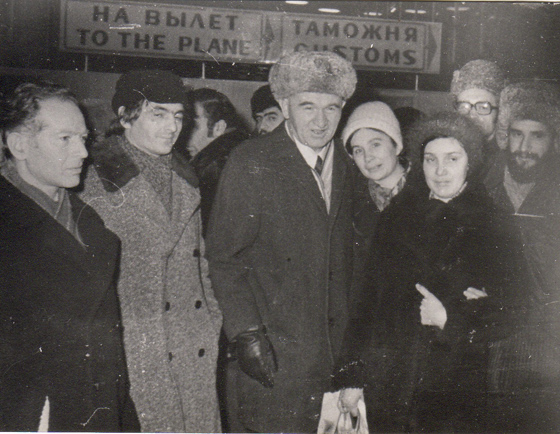 НА ВЫЛЕТ
TO THE PLANE
ТАМОЖНЯ
CUSTOMS